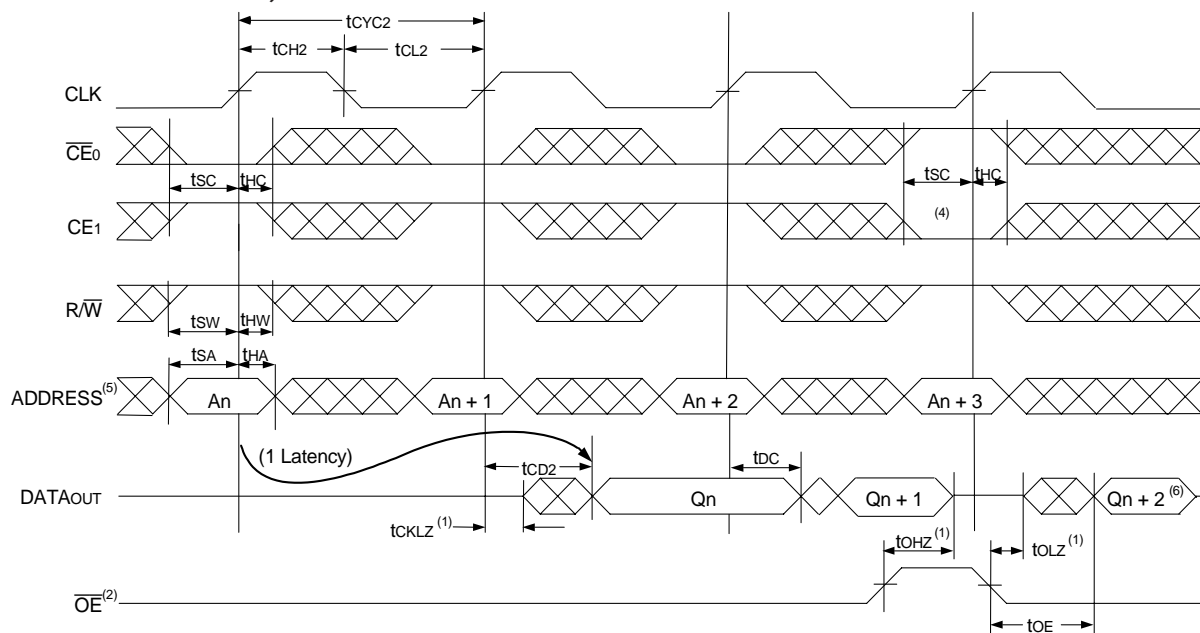 tCYC2
tCH2 tCL2
CLK
CE0
tSC tHC tSC tHC
CE1 (4)
R/W
tSW tHW
tSA tHA
ADDRESS(5) An An + 1 An + 2 An + 3
(1 Latency) tCD2 tDC
DATAOUT Qn Qn + 1 Qn + 2 (6)
tCKLZ (1) tOHZ (1) tOLZ (1)
OE (2)
tOE